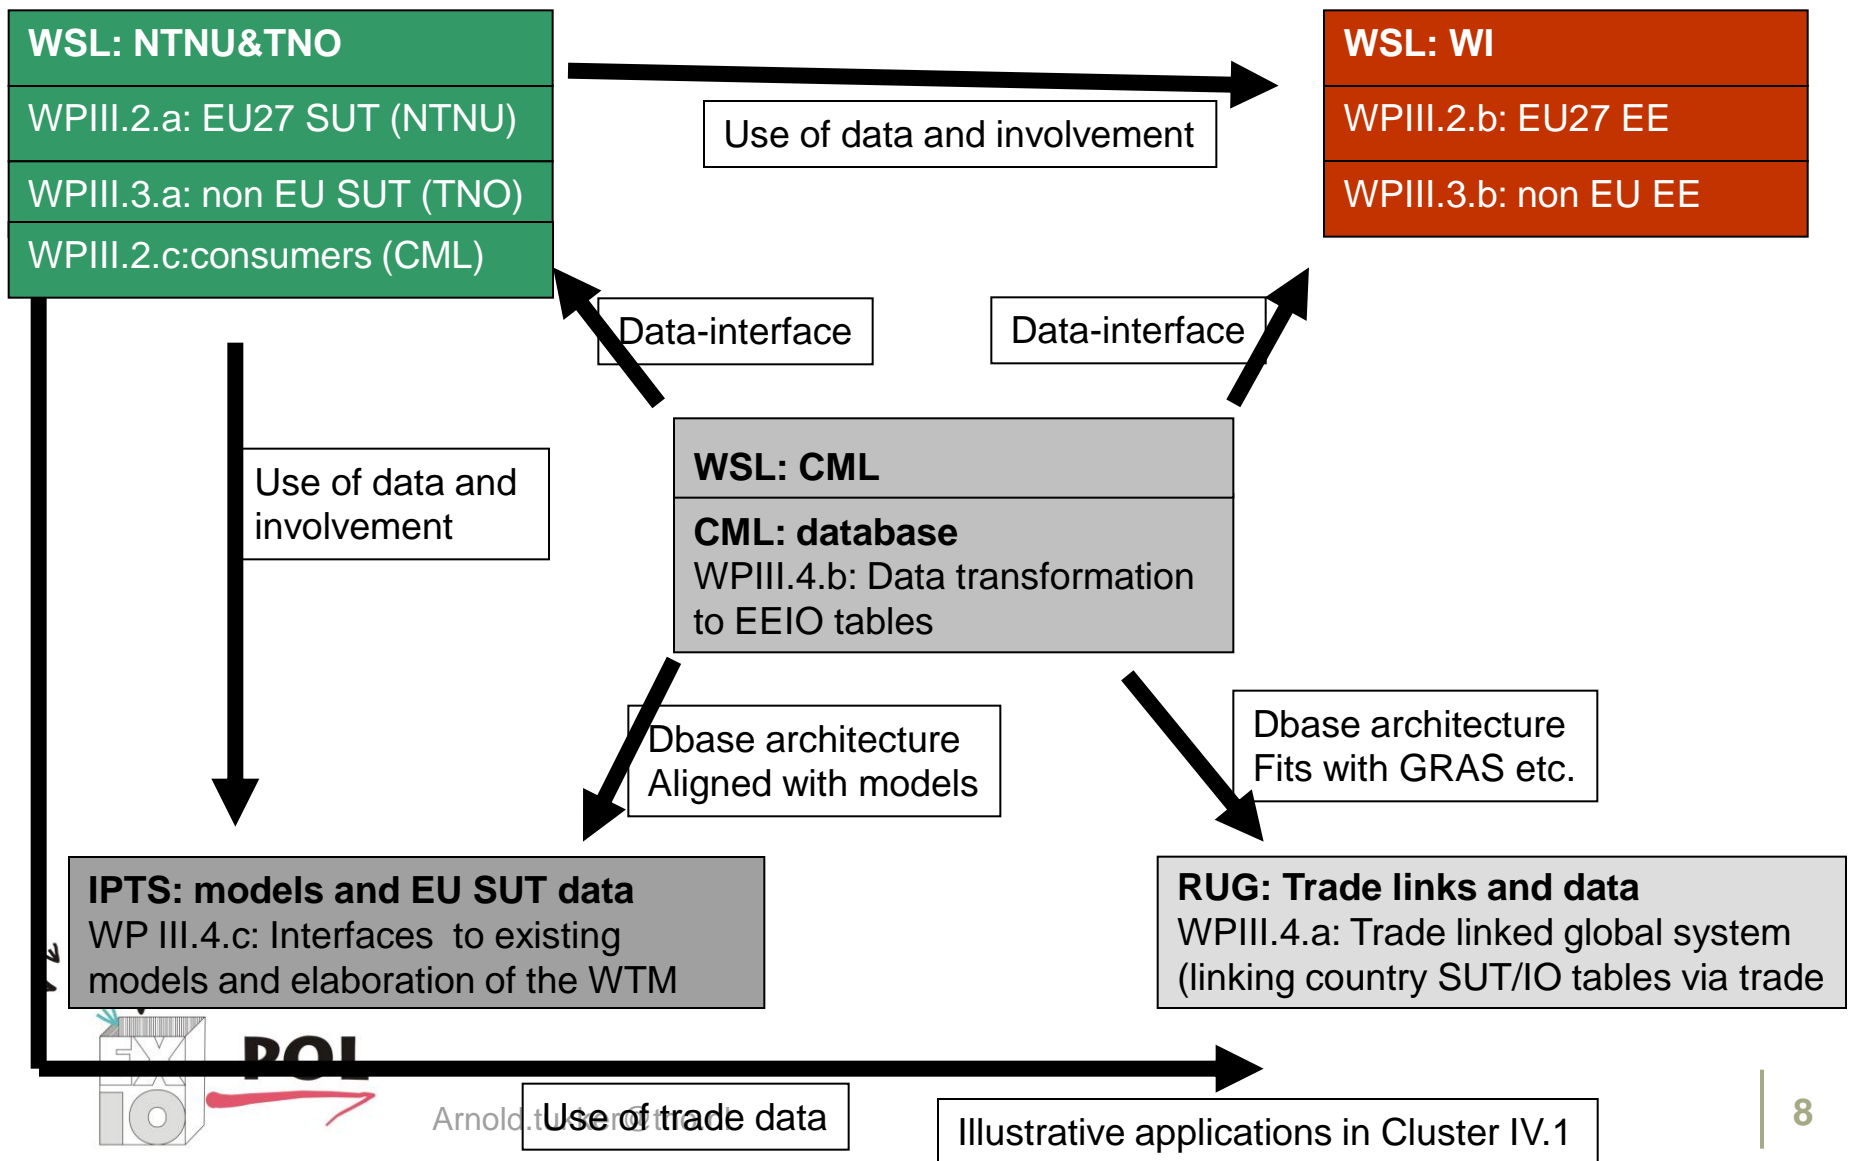 WSL: NTNU&TNO
WPIII.2.a: EU27 SUT (NTNU)
WPIII.3.a: non EU SUT (TNO)
WPIII.2.c:consumers (CML)
Use of data and involvement
WSL: WI
WPIII.2.b: EU27 EE
WPIII.3.b: non EU EE
Data-interface
Data-interface
Use of data and
involvement
WSL: CML
CML: database
WPIII.4.b: Data transformation
to EEIO tables
Dbase architecture
Aligned with models
Dbase architecture
Fits with GRAS etc.
IPTS: models and EU SUT data
WP III.4.c: Interfaces to existing
models and elaboration of the WTM
RUG: Trade links and data
WPIII.4.a: Trade linked global system
(linking country SUT/IO tables via trade
EX
IO
POL
Use of trade data
Illustrative applications in Cluster IV.1
8